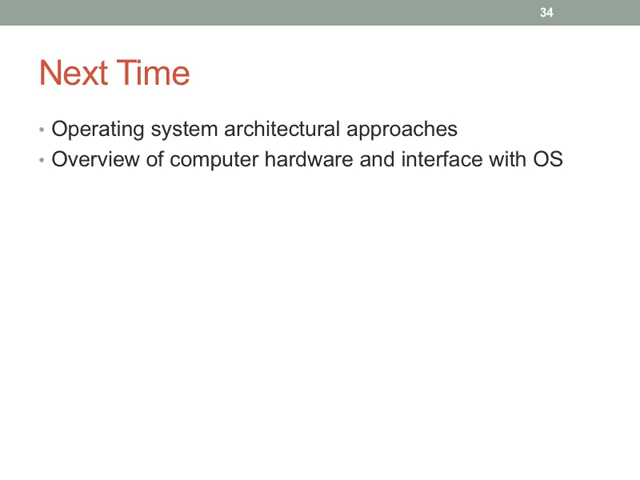 34
Next Time
• Operating system architectural approaches
• Overview of computer hardware and interface with OS